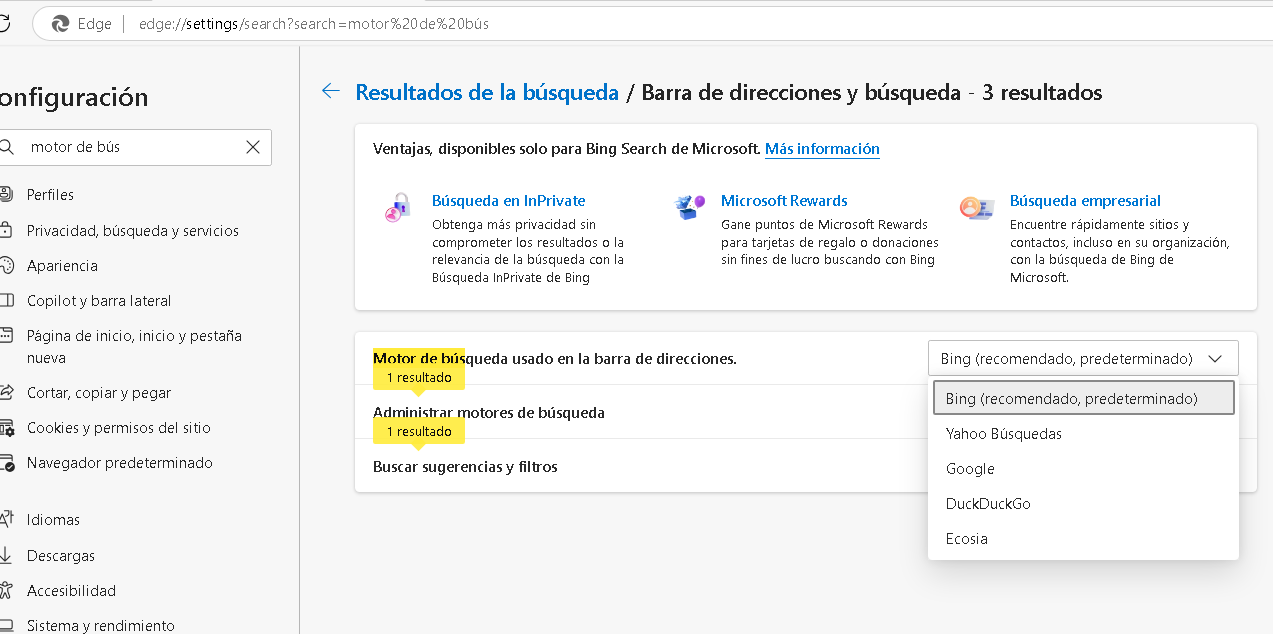 Edge
edge://settings/search?search=motor%20de%20bús
onfiguración
motor de bús
Perfiles
Privacidad, búsqueda y servicios
Apariencia
Copilot y barra lateral
Página de inicio, inicio y pestaña
nueva
Cortar, copiar y pegar
Cookies y permisos del sitio
Navegador predeterminado
Idiomas
Descargas
Accesibilidad
Sistema y rendimiento
Resultados de la búsqueda / Barra de direcciones y búsqueda - 3 resultados
Ventajas, disponibles solo para Bing Search de Microsoft. Más información
Búsqueda en InPrivate
Obtenga más privacidad sin
comprometer los resultados o la
relevancia de la búsqueda con la
Búsqueda InPrivate de Bing
Microsoft Rewards
Gane puntos de Microsoft Rewards
para tarjetas de regalo o donaciones
sin fines de lucro buscando con Bing
Búsqueda empresarial
Encuentre rápidamente sitios y
contactos, incluso en su organización,
con la búsqueda de Bing de
Microsoft.
Motor de búsqueda usado en la barra de direcciones.
1 resultado
Administrar motores de búsqueda
1 resultado
Buscar sugerencias y filtros
Bing (recomendado, predeterminado)
Bing (recomendado, predeterminado)
Yahoo Búsquedas
Google
DuckDuckGo
Ecosia